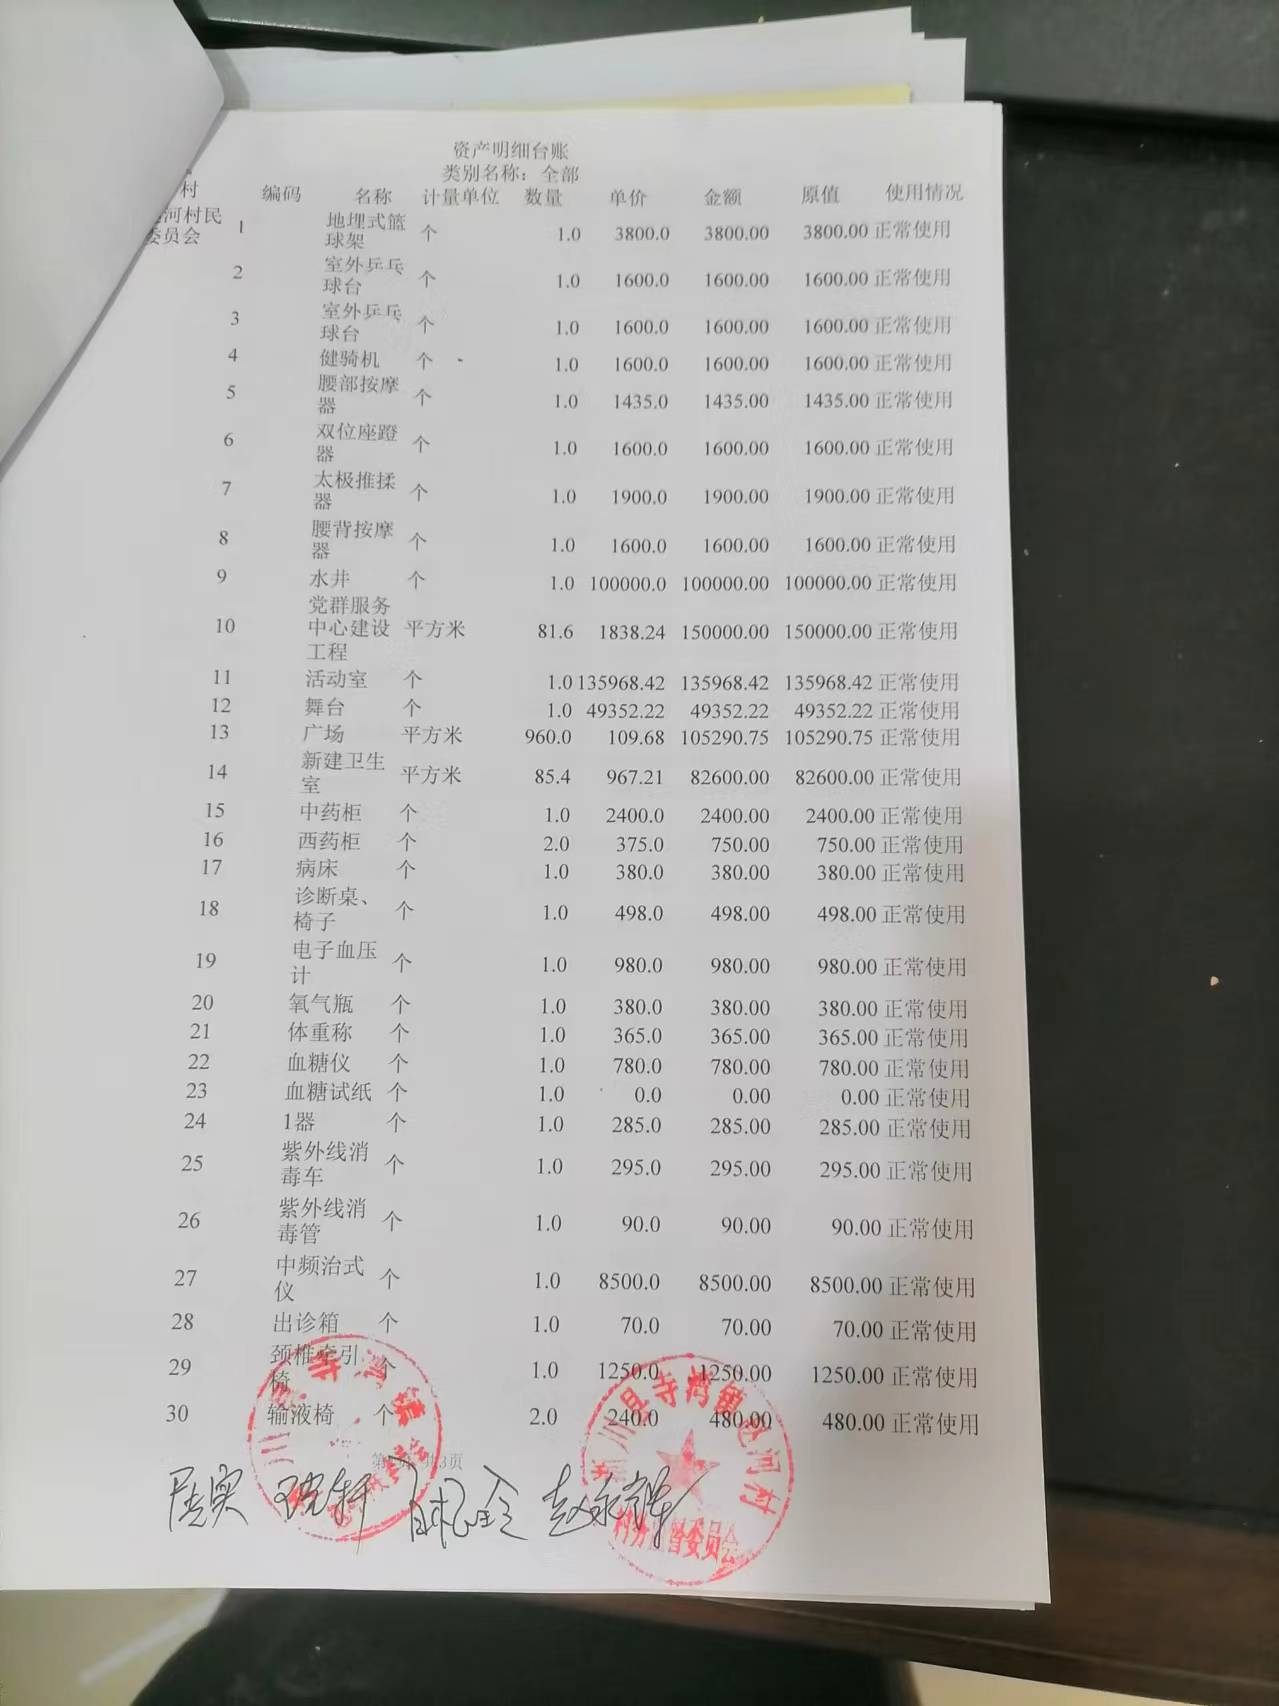 资产明细台账
类别名称：全部
村 编码 名称 计量单位 数量 单价 金额 原值 使用情况
河村民委员会 1 地埋式篮球架 个 1.0 3800.0 3800.00 3800.00 正常使用
2 室外乒乓球台 个 1.0 1600.0 1600.00 1600.00 正常使用
3 室外乒乓球台 个 1.0 1600.0 1600.00 1600.00 正常使用
4 健骑机 个 1.0 1600.0 1600.00 1600.00 正常使用
5 腰部按摩器 个 1.0 1435.0 1435.00 1435.00 正常使用
6 双位座蹬器 个 1.0 1600.0 1600.00 1600.00 正常使用
7 太极推揉器 个 1.0 1900.0 1900.00 1900.00 正常使用
8 腰背按摩器 个 1.0 1600.0 1600.00 1600.00 正常使用
9 水井 个 1.0 100000.0 100000.00 100000.00 正常使用
10 党群服务中心建设工程 平方米 81.6 1838.24 150000.00 150000.00 正常使用
11 活动室 个 1.0 135968.42 135968.42 135968.42 正常使用
12 舞台 个 1.0 49352.22 49352.22 49352.22 正常使用
13 广场 平方米 960.0 109.68 105290.75 105290.75 正常使用
14 新建卫生室 平方米 85.4 967.21 82600.00 82600.00 正常使用
15 中药柜 个 1.0 2400.0 2400.00 2400.00 正常使用
16 西药柜 个 2.0 375.0 750.00 750.00 正常使用
17 病床 个 1.0 380.0 380.00 380.00 正常使用
18 诊断桌、椅子 个 1.0 498.0 498.00 498.00 正常使用
19 电子血压计 个 1.0 980.0 980.00 980.00 正常使用
20 氧气瓶 个 1.0 380.0 380.00 380.00 正常使用
21 体重称 个 1.0 365.0 365.00 365.00 正常使用
22 血糖仪 个 1.0 780.0 780.00 780.00 正常使用
23 血糖试纸 个 1.0 0.0 0.00 0.00 正常使用
24 1器 个 1.0 285.0 285.00 285.00 正常使用
25 紫外线消毒车 个 1.0 295.0 295.00 295.00 正常使用
26 紫外线消毒管 个 1.0 90.0 90.00 90.00 正常使用
27 中频治式仪 个 1.0 8500.0 8500.00 8500.00 正常使用
28 出诊箱 个 1.0 70.0 70.00 70.00 正常使用
29 颈椎牵引椅 个 1.0 1250.0 1250.00 1250.00 正常使用
30 输液椅 个 2.0 240.0 480.00 480.00 正常使用
川县寺湾镇赵河村
委员会
共3页
赵永